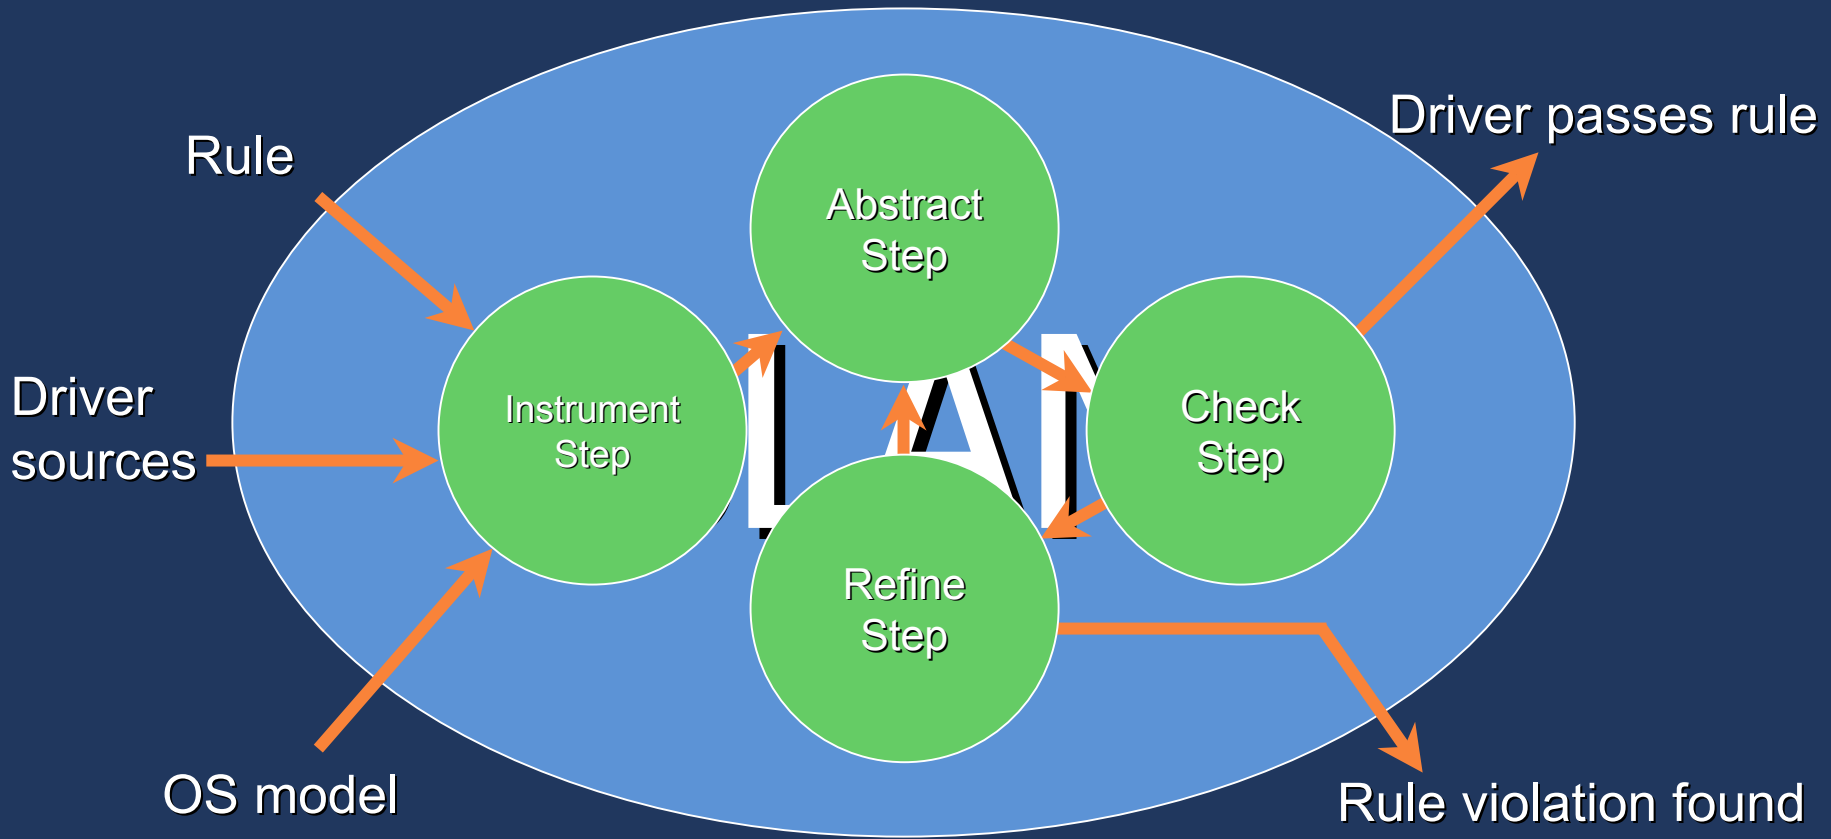 Rule
Driver
sources
OS model
Instrument
Step
Abstract
Step
Check
Step
Refine
Step
Driver passes rule
Rule violation found